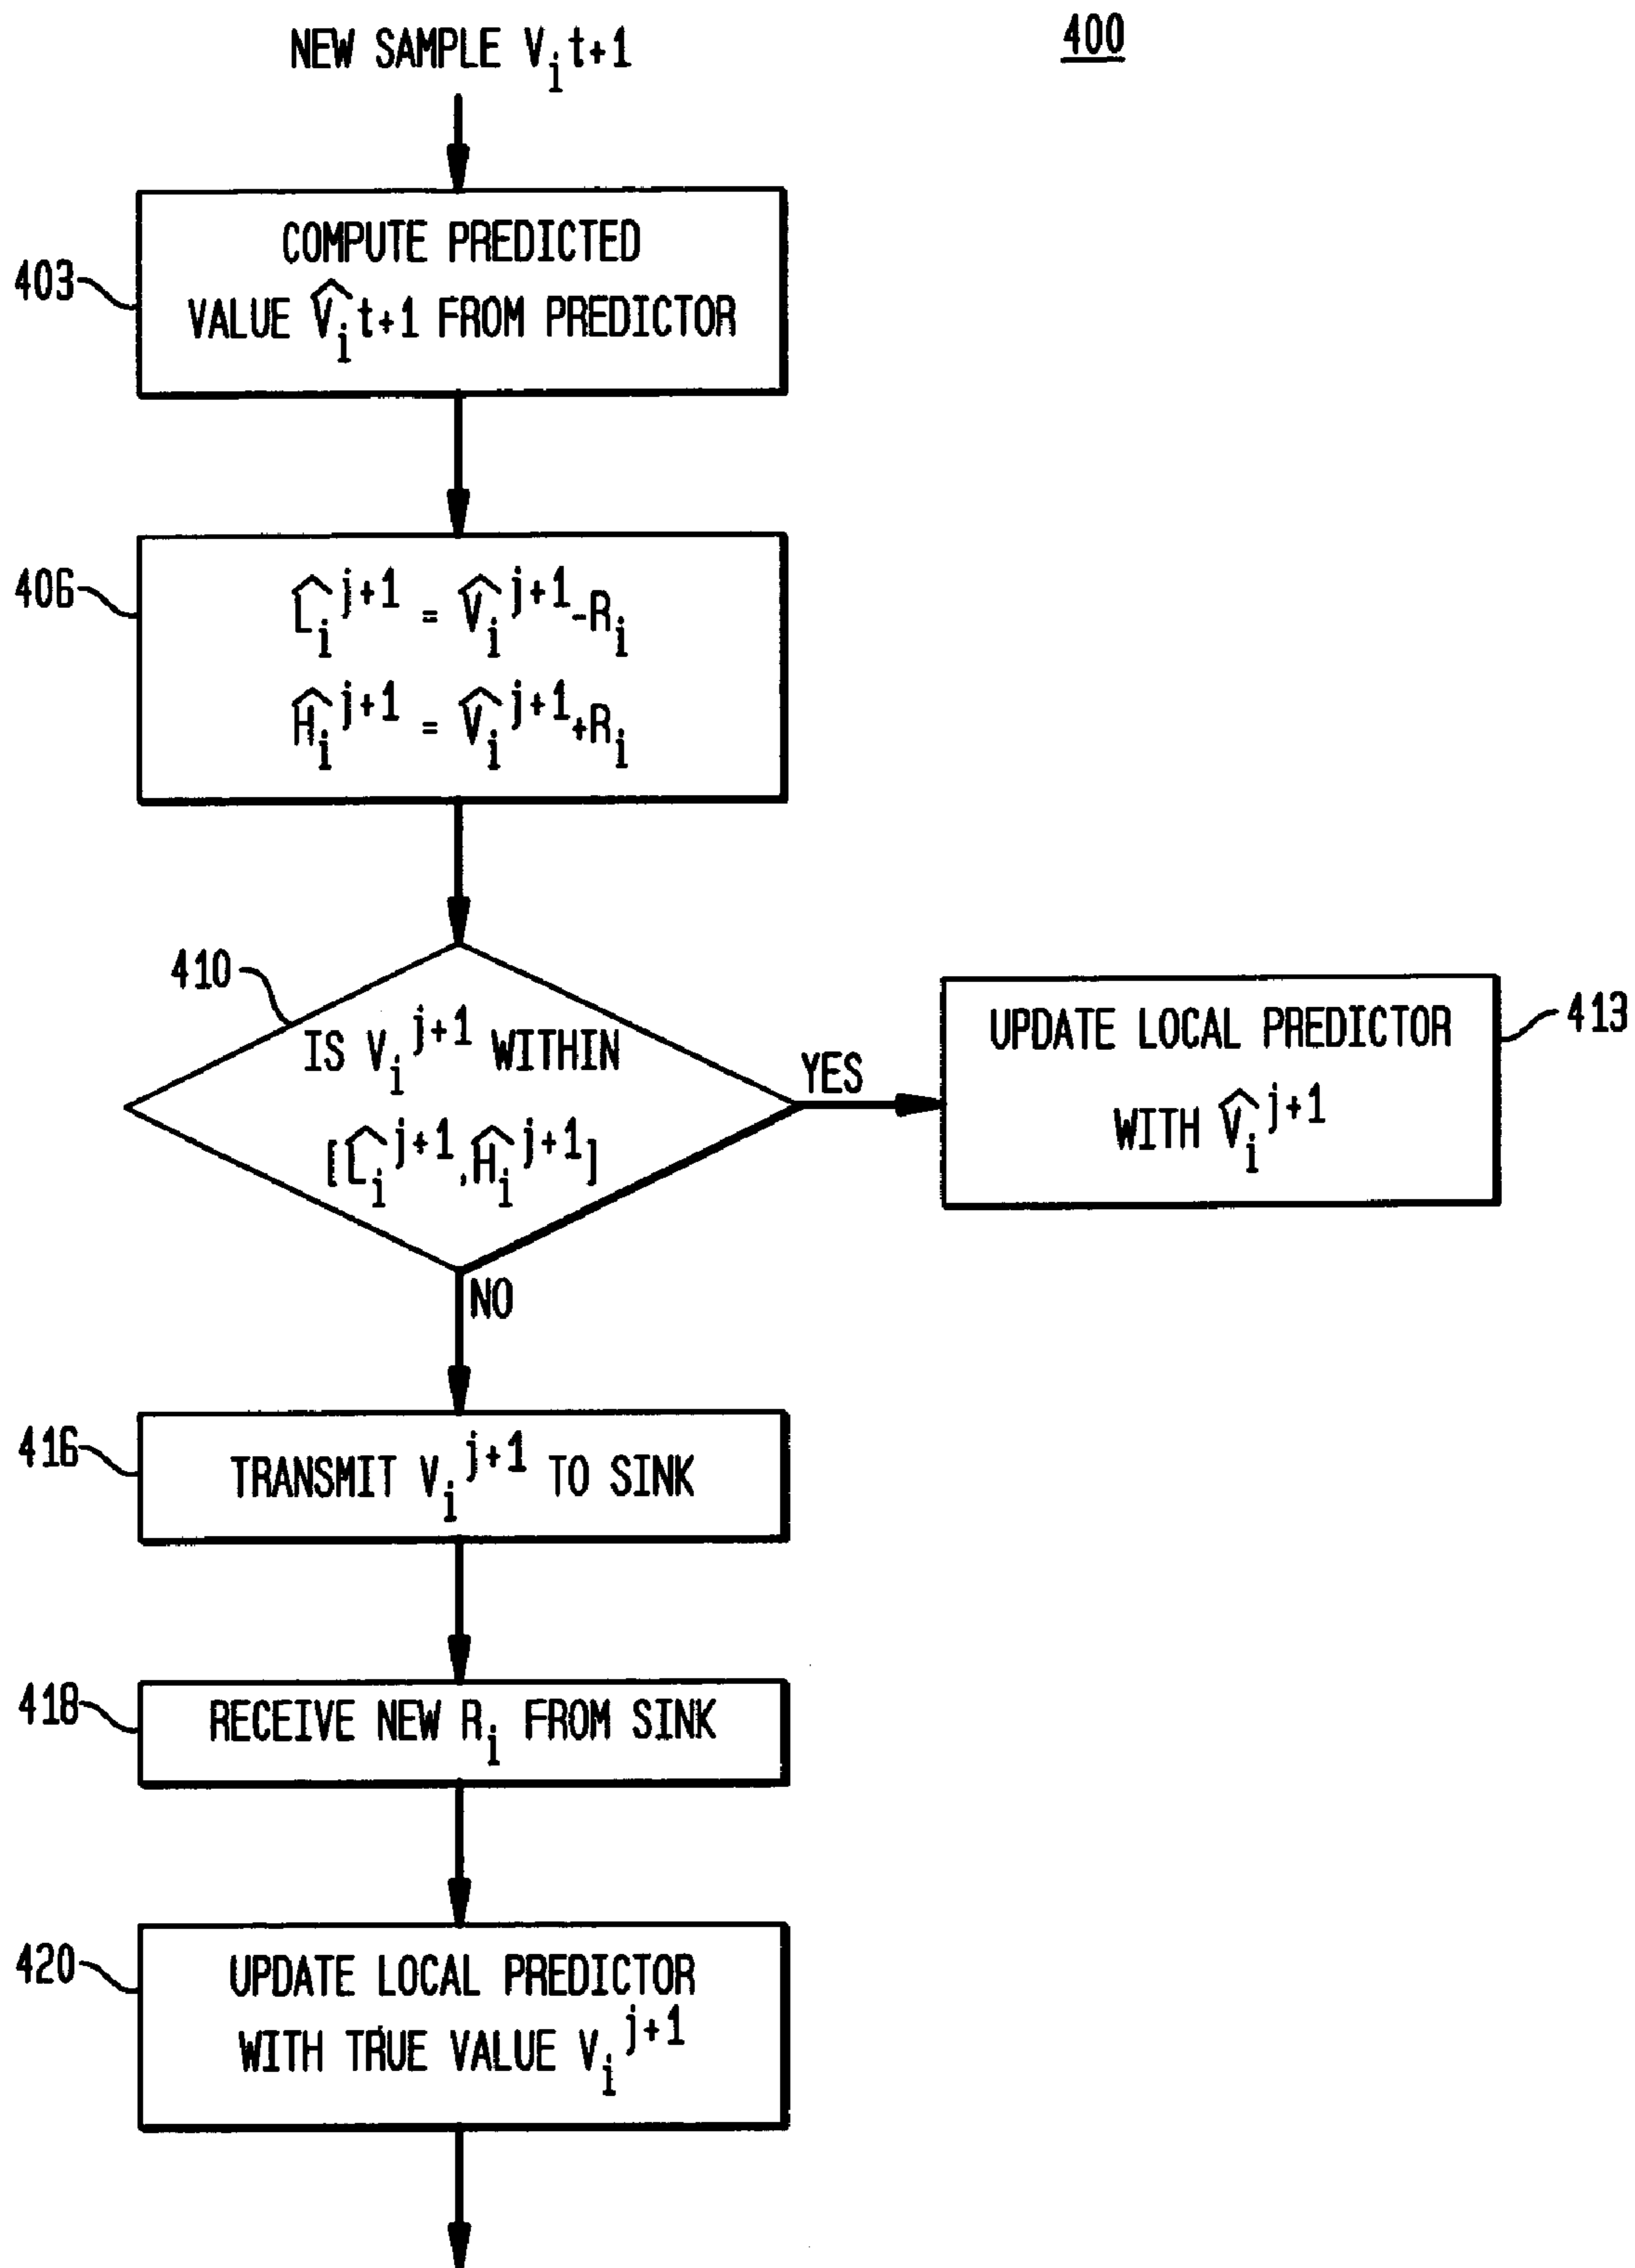 400
NEW SAMPLE V_i t+1
403
COMPUTE PREDICTED
VALUE V̂_i t+1 FROM PREDICTOR
406
L̂_i^j+1 = V̂_i^j+1 - R_i
Ĥ_i^j+1 = V̂_i^j+1 + R_i
410
IS V_i^j+1 WITHIN
[L̂_i^j+1, Ĥ_i^j+1]
YES
UPDATE LOCAL PREDICTOR
WITH V̂_i^j+1
413
NO
416
TRANSMIT V_i^j+1 TO SINK
418
RECEIVE NEW R_i FROM SINK
420
UPDATE LOCAL PREDICTOR
WITH TRUE VALUE V_i^j+1